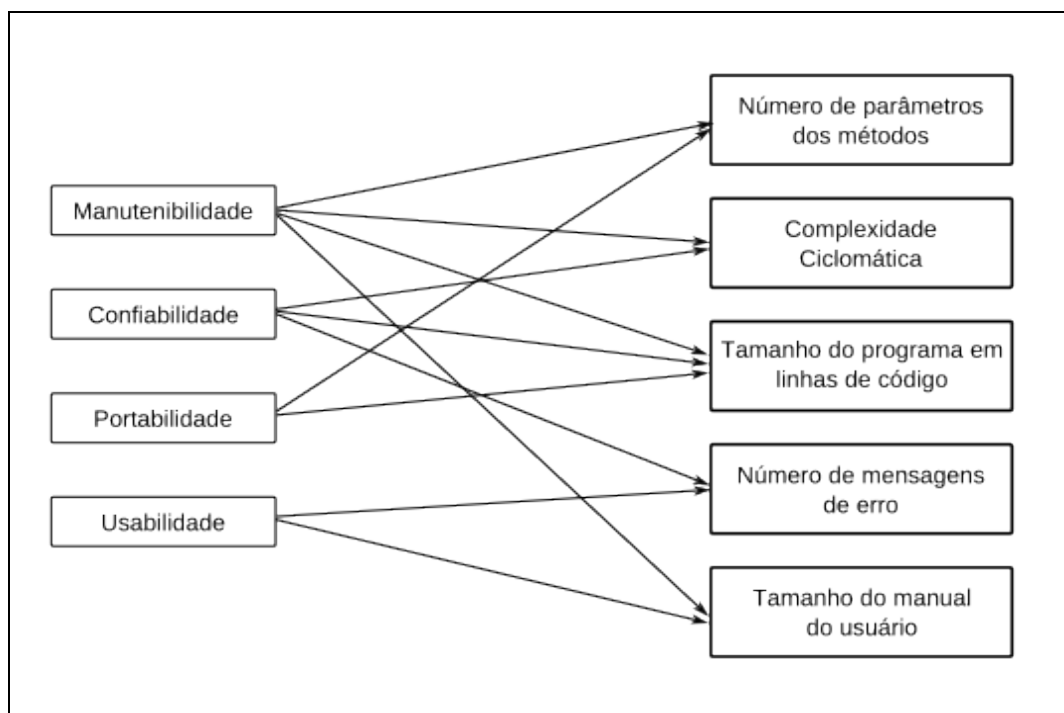 Manutenibilidade
Confiabilidade
Portabilidade
Usabilidade
Número de parâmetros
dos métodos
Complexidade
Ciclomática
Tamanho do programa em
linhas de código
Número de mensagens
de erro
Tamanho do manual
do usuário